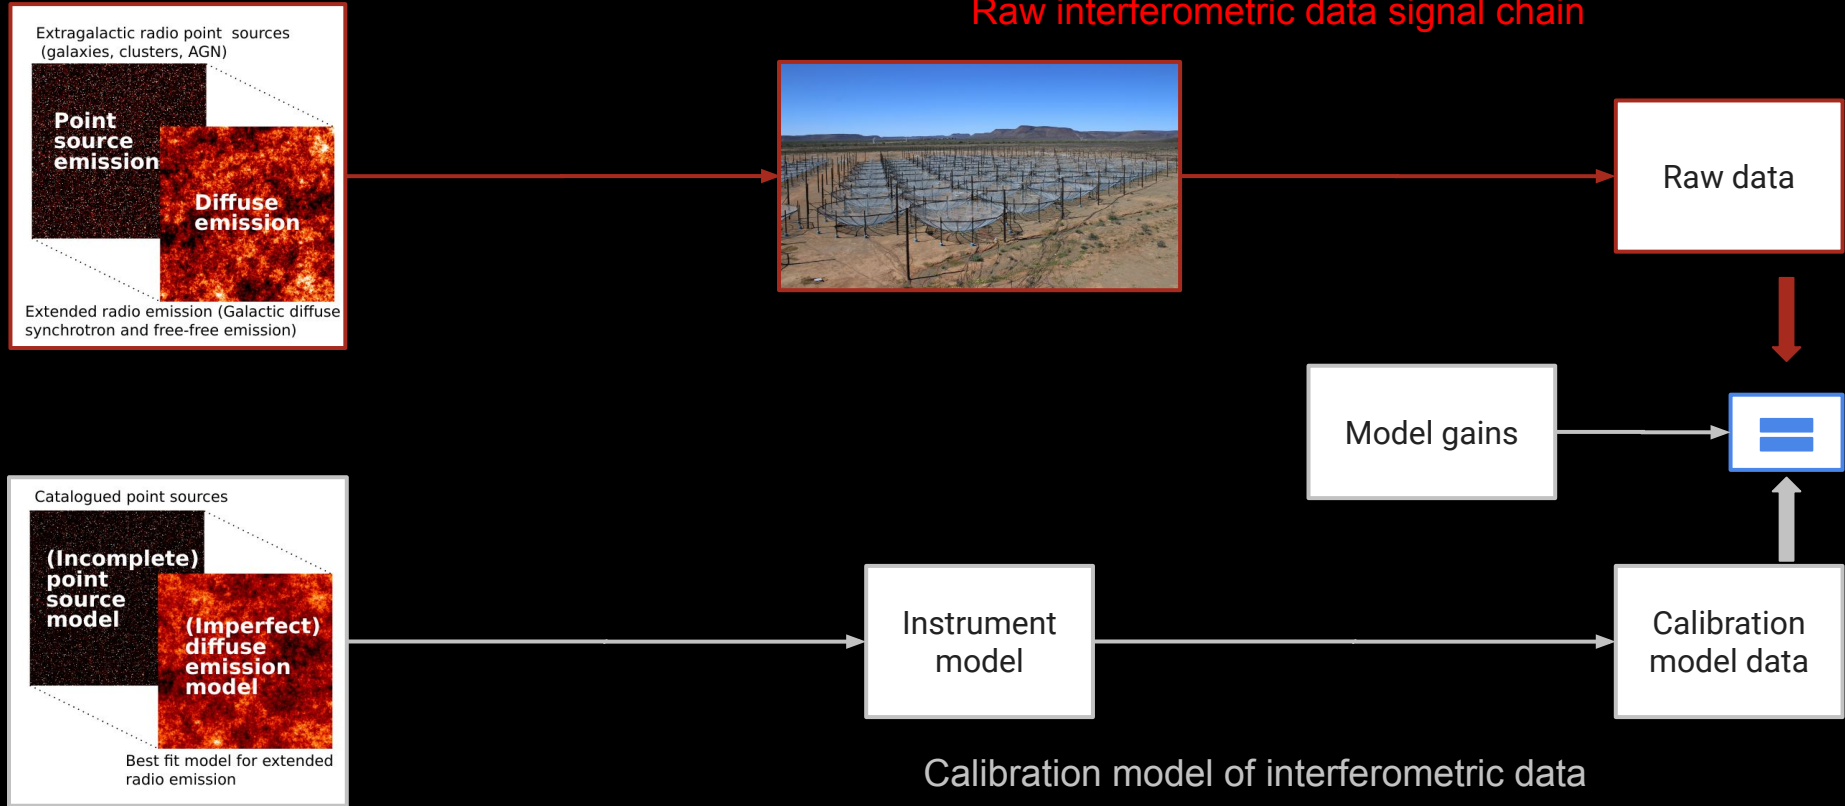 Raw interferometric data signal chain
Extragalactic radio point sources
(galaxies, clusters, AGN)
Point
source
emission
Diffuse
emission
Extended radio emission (Galactic diffuse
synchrotron and free-free emission)
Raw data
Model gains
Catalogued point sources
(Incomplete)
point
source
model
(Imperfect)
diffuse
emission
model
Best fit model for extended
radio emission
Instrument
model
Calibration
model data
Calibration model of interferometric data